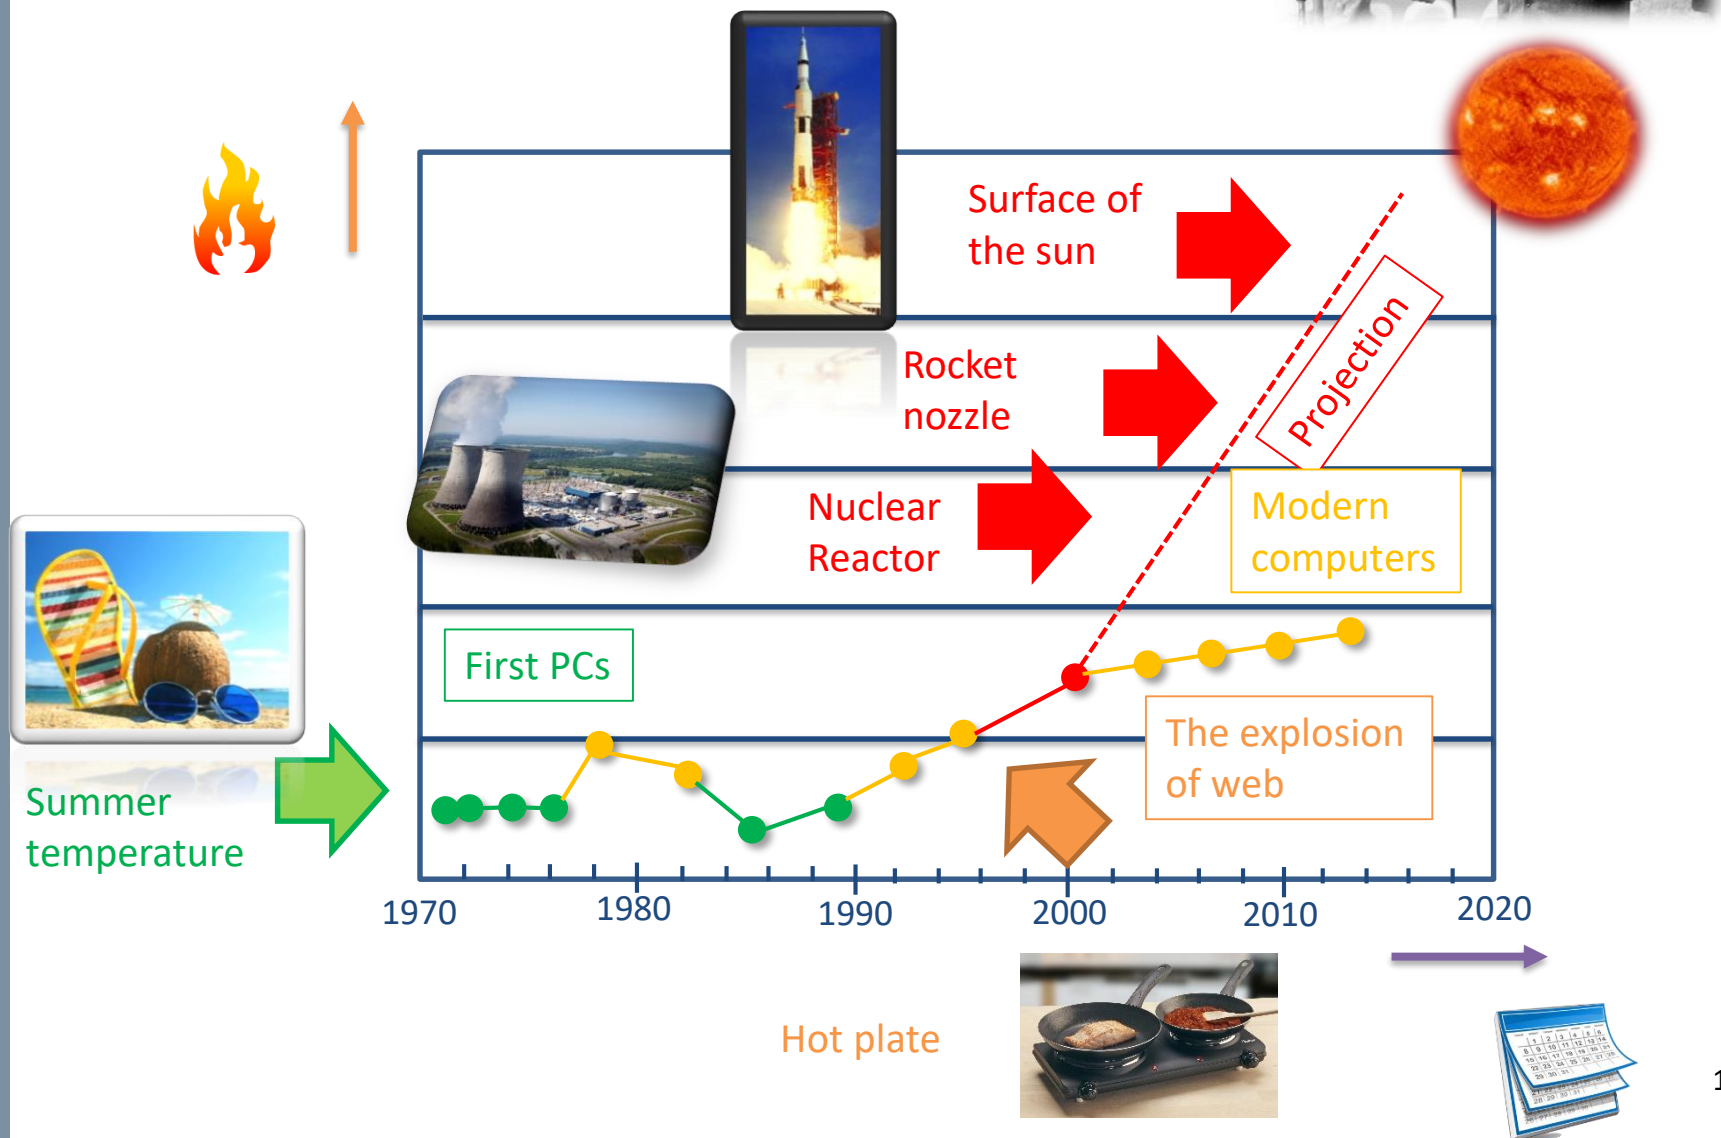 Surface of
the sun
Rocket
nozzle
Projection
Nuclear
Reactor
Modern
computers
First PCs
The explosion
of web
Summer
temperature
1970
1980
1990
2000
2010
2020
Hot plate
1